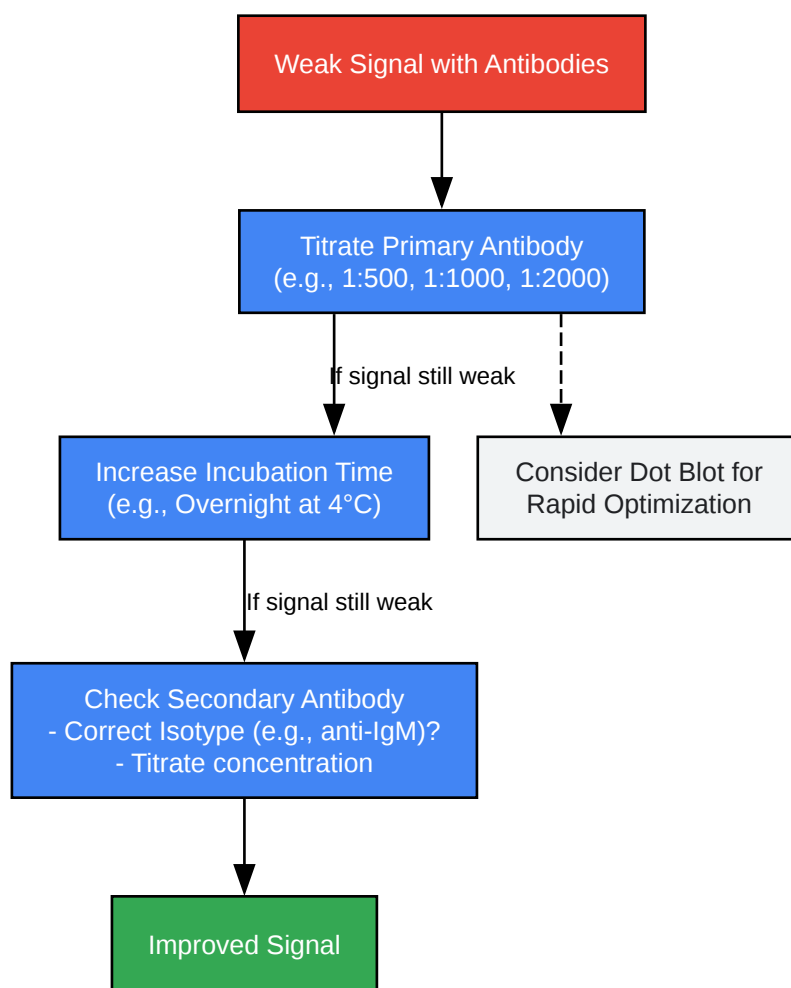 Weak Signal with Antibodies
Titrate Primary Antibody
(e.g., 1:500, 1:1000, 1:2000)
If signal still weak
Increase Incubation Time
(e.g., Overnight at 4°C)
Consider Dot Blot for
Rapid Optimization
If signal still weak
Check Secondary Antibody
- Correct Isotype (e.g., anti-IgM)?
- Titrate concentration
Improved Signal